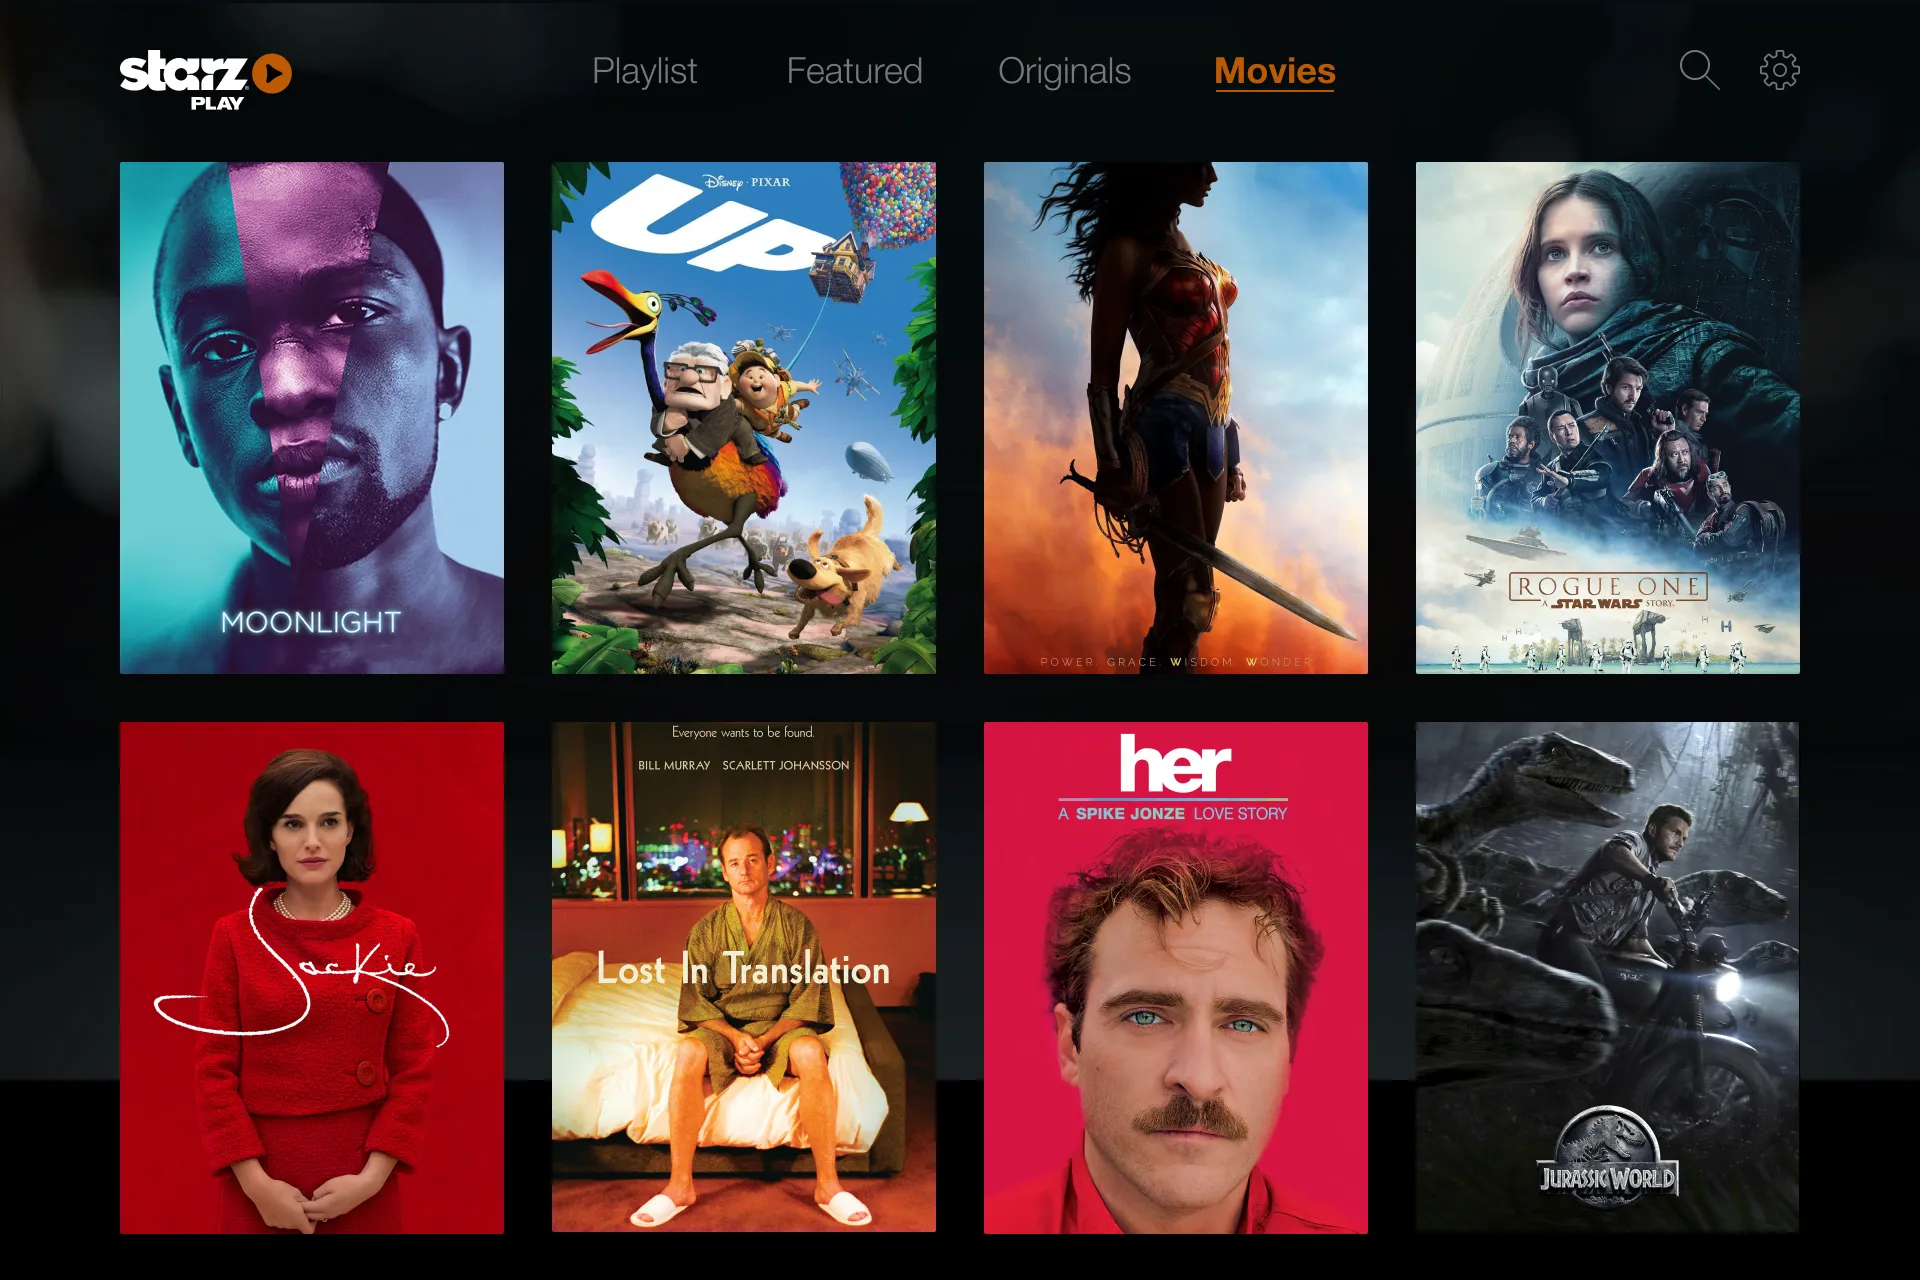 starz
PLAY
Playlist Featured Originals Movies
MOONLIGHT
Disney · PIXAR
UP
POWER. GRACE. WISDOM WONDER
ROGUE ONE
A STAR WARS STORY
Jackie
Everyone wants to be found.
BILL MURRAY SCARLETT JOHANSSON
Lost In Translation
her
A SPIKE JONZE LOVE STORY
JURASSIC WORLD